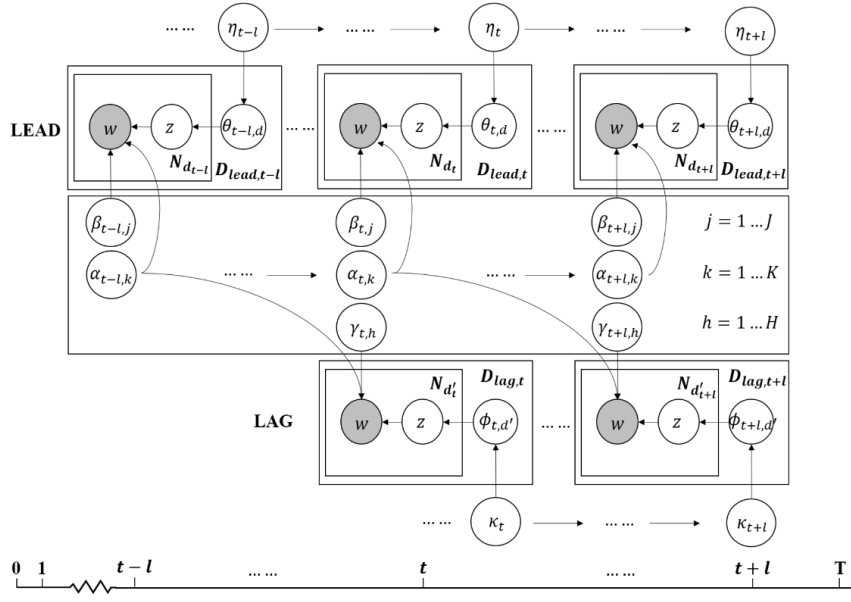 …… η_{t−l} …… η_t …… η_{t+l}
LEAD w z θ_{t−l,d} …… w z θ_{t,d} …… w z θ_{t+l,d}
N_{d_{t−l}} D_{lead,t−l} N_{d_t} D_{lead,t} N_{d_{t+l}} D_{lead,t+l}
β_{t−l,j} β_{t,j} β_{t+l,j} j = 1 … J
α_{t−l,k} …… α_{t,k} …… α_{t+l,k} k = 1 … K
γ_{t,h} γ_{t+l,h} h = 1 … H
N_{d'_t} D_{lag,t} N_{d'_{t+l}} D_{lag,t+l}
LAG w z ϕ_{t,d'} …… w z ϕ_{t+l,d'}
…… κ_t …… κ_{t+l}
0 1 t − l …… t …… t + l T